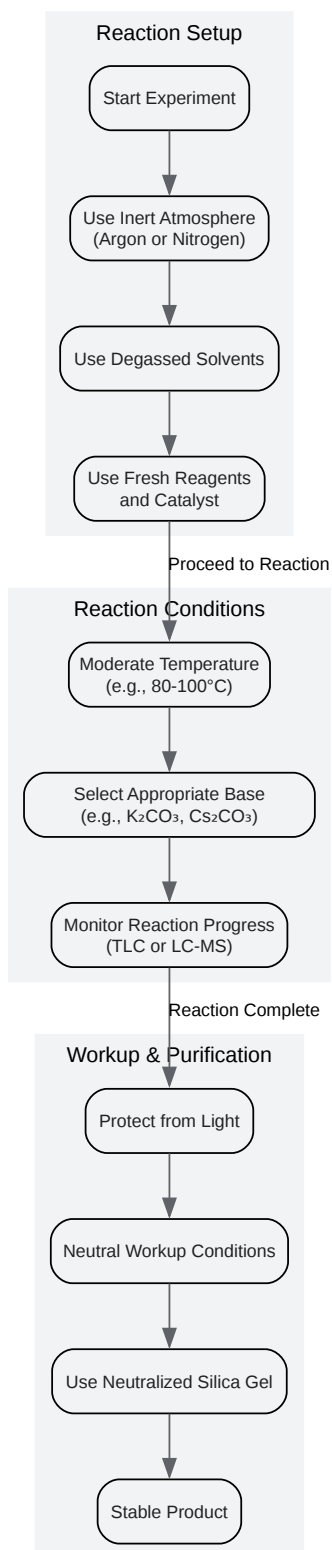 Reaction Setup
Start Experiment
Use Inert Atmosphere
(Argon or Nitrogen)
Use Degassed Solvents
Use Fresh Reagents
and Catalyst
Proceed to Reaction
Reaction Conditions
Moderate Temperature
(e.g., 80-100°C)
Select Appropriate Base
(e.g., K₂CO₃, Cs₂CO₃)
Monitor Reaction Progress
(TLC or LC-MS)
Reaction Complete
Workup & Purification
Protect from Light
Neutral Workup Conditions
Use Neutralized Silica Gel
Stable Product